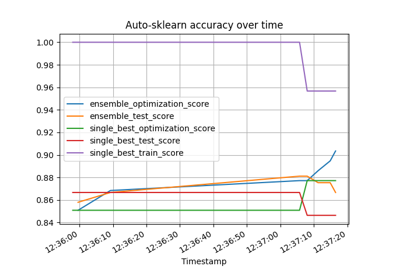 Auto-sklearn accuracy over time
1.00
0.98
0.96
0.94
0.92
0.90
0.88
0.86
0.84
ensemble_optimization_score
ensemble_test_score
single_best_optimization_score
single_best_test_score
single_best_train_score
12:36:00
12:36:10
12:36:20
12:36:30
12:36:40
12:36:50
12:37:00
12:37:10
12:37:20
Timestamp